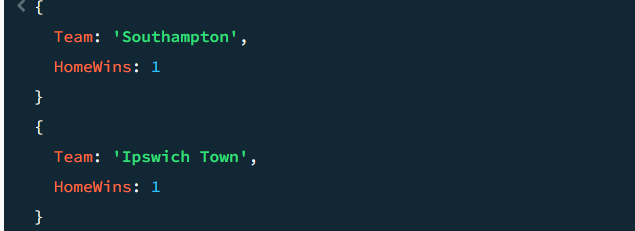 {
Team: 'Southampton',
HomeWins: 1
}
{
Team: 'Ipswich Town',
HomeWins: 1
}